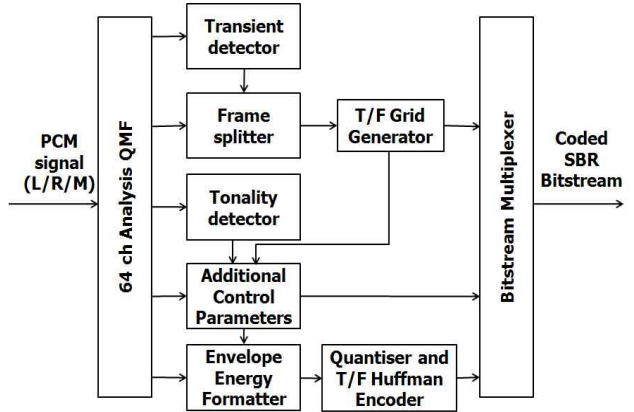 PCM
signal
(L/R/M)
64 ch Analysis QMF
Transient
detector
Frame
splitter
T/F Grid
Generator
Tonality
detector
Additional
Control
Parameters
Envelope
Energy
Formatter
Quantiser and
T/F Huffman
Encoder
Bitstream Multiplexer
Coded
SBR
Bitstream